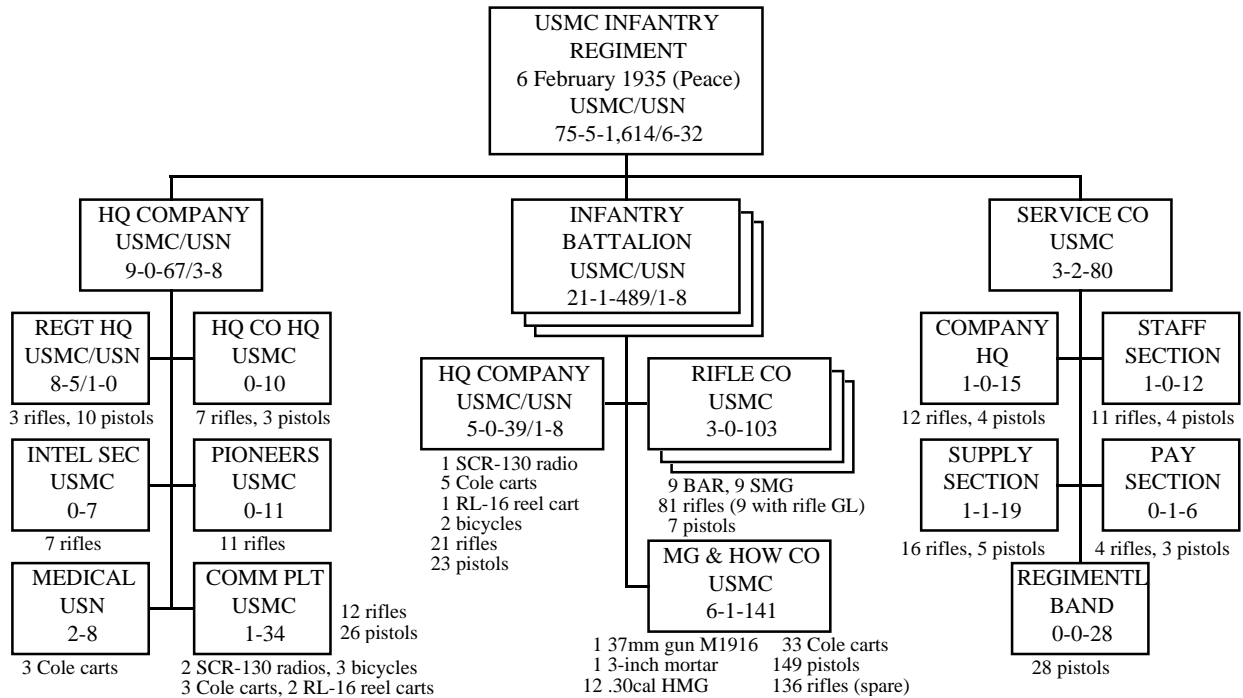 USMC INFANTRY
REGIMENT
6 February 1935 (Peace)
USMC/USN
75-5-1,614/6-32
HQ COMPANY
USMC/USN
9-0-67/3-8
REGT HQ
USMC/USN
8-5/1-0
3 rifles, 10 pistols
HQ CO HQ
USMC
0-10
7 rifles, 3 pistols
INTEL SEC
USMC
0-7
7 rifles
PIONEERS
USMC
0-11
11 rifles
MEDICAL
USN
2-8
3 Cole carts
COMM PLT
USMC
1-34
12 rifles
26 pistols
2 SCR-130 radios, 3 bicycles
3 Cole carts, 2 RL-16 reel carts
INFANTRY
BATTALION
USMC/USN
21-1-489/1-8
HQ COMPANY
USMC/USN
5-0-39/1-8
1 SCR-130 radio
5 Cole carts
1 RL-16 reel cart
2 bicycles
21 rifles
23 pistols
RIFLE CO
USMC
3-0-103
9 BAR, 9 SMG
81 rifles (9 with rifle GL)
7 pistols
MG & HOW CO
USMC
6-1-141
1 37mm gun M1916
1 3-inch mortar
12 .30cal HMG
33 Cole carts
149 pistols
136 rifles (spare)
SERVICE CO
USMC
3-2-80
COMPANY
HQ
1-0-15
12 rifles, 4 pistols
STAFF
SECTION
1-0-12
11 rifles, 4 pistols
SUPPLY
SECTION
1-1-19
16 rifles, 5 pistols
PAY
SECTION
0-1-6
4 rifles, 3 pistols
REGIMENTL
BAND
0-0-28
28 pistols